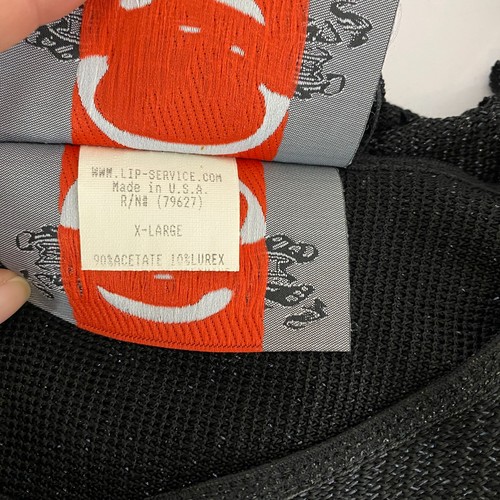 WWW.LIP-SERVICE.COM
Made in U.S.A.
R/N# (79627)
X-LARGE
90%ACETATE 10%LUREX